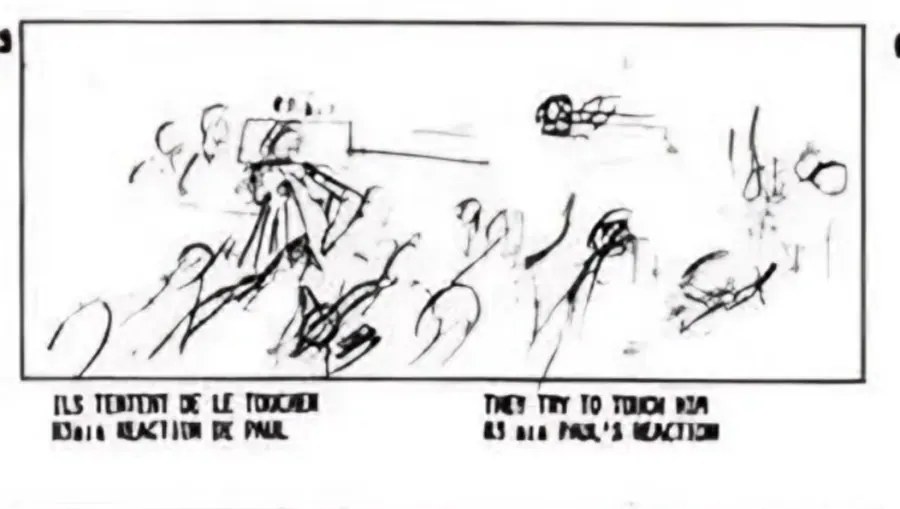 ILS TENTENT DE LE TOUCHER
REACTION DE PAUL
THEY TRY TO TOUCH HIM
PAUL'S REACTION